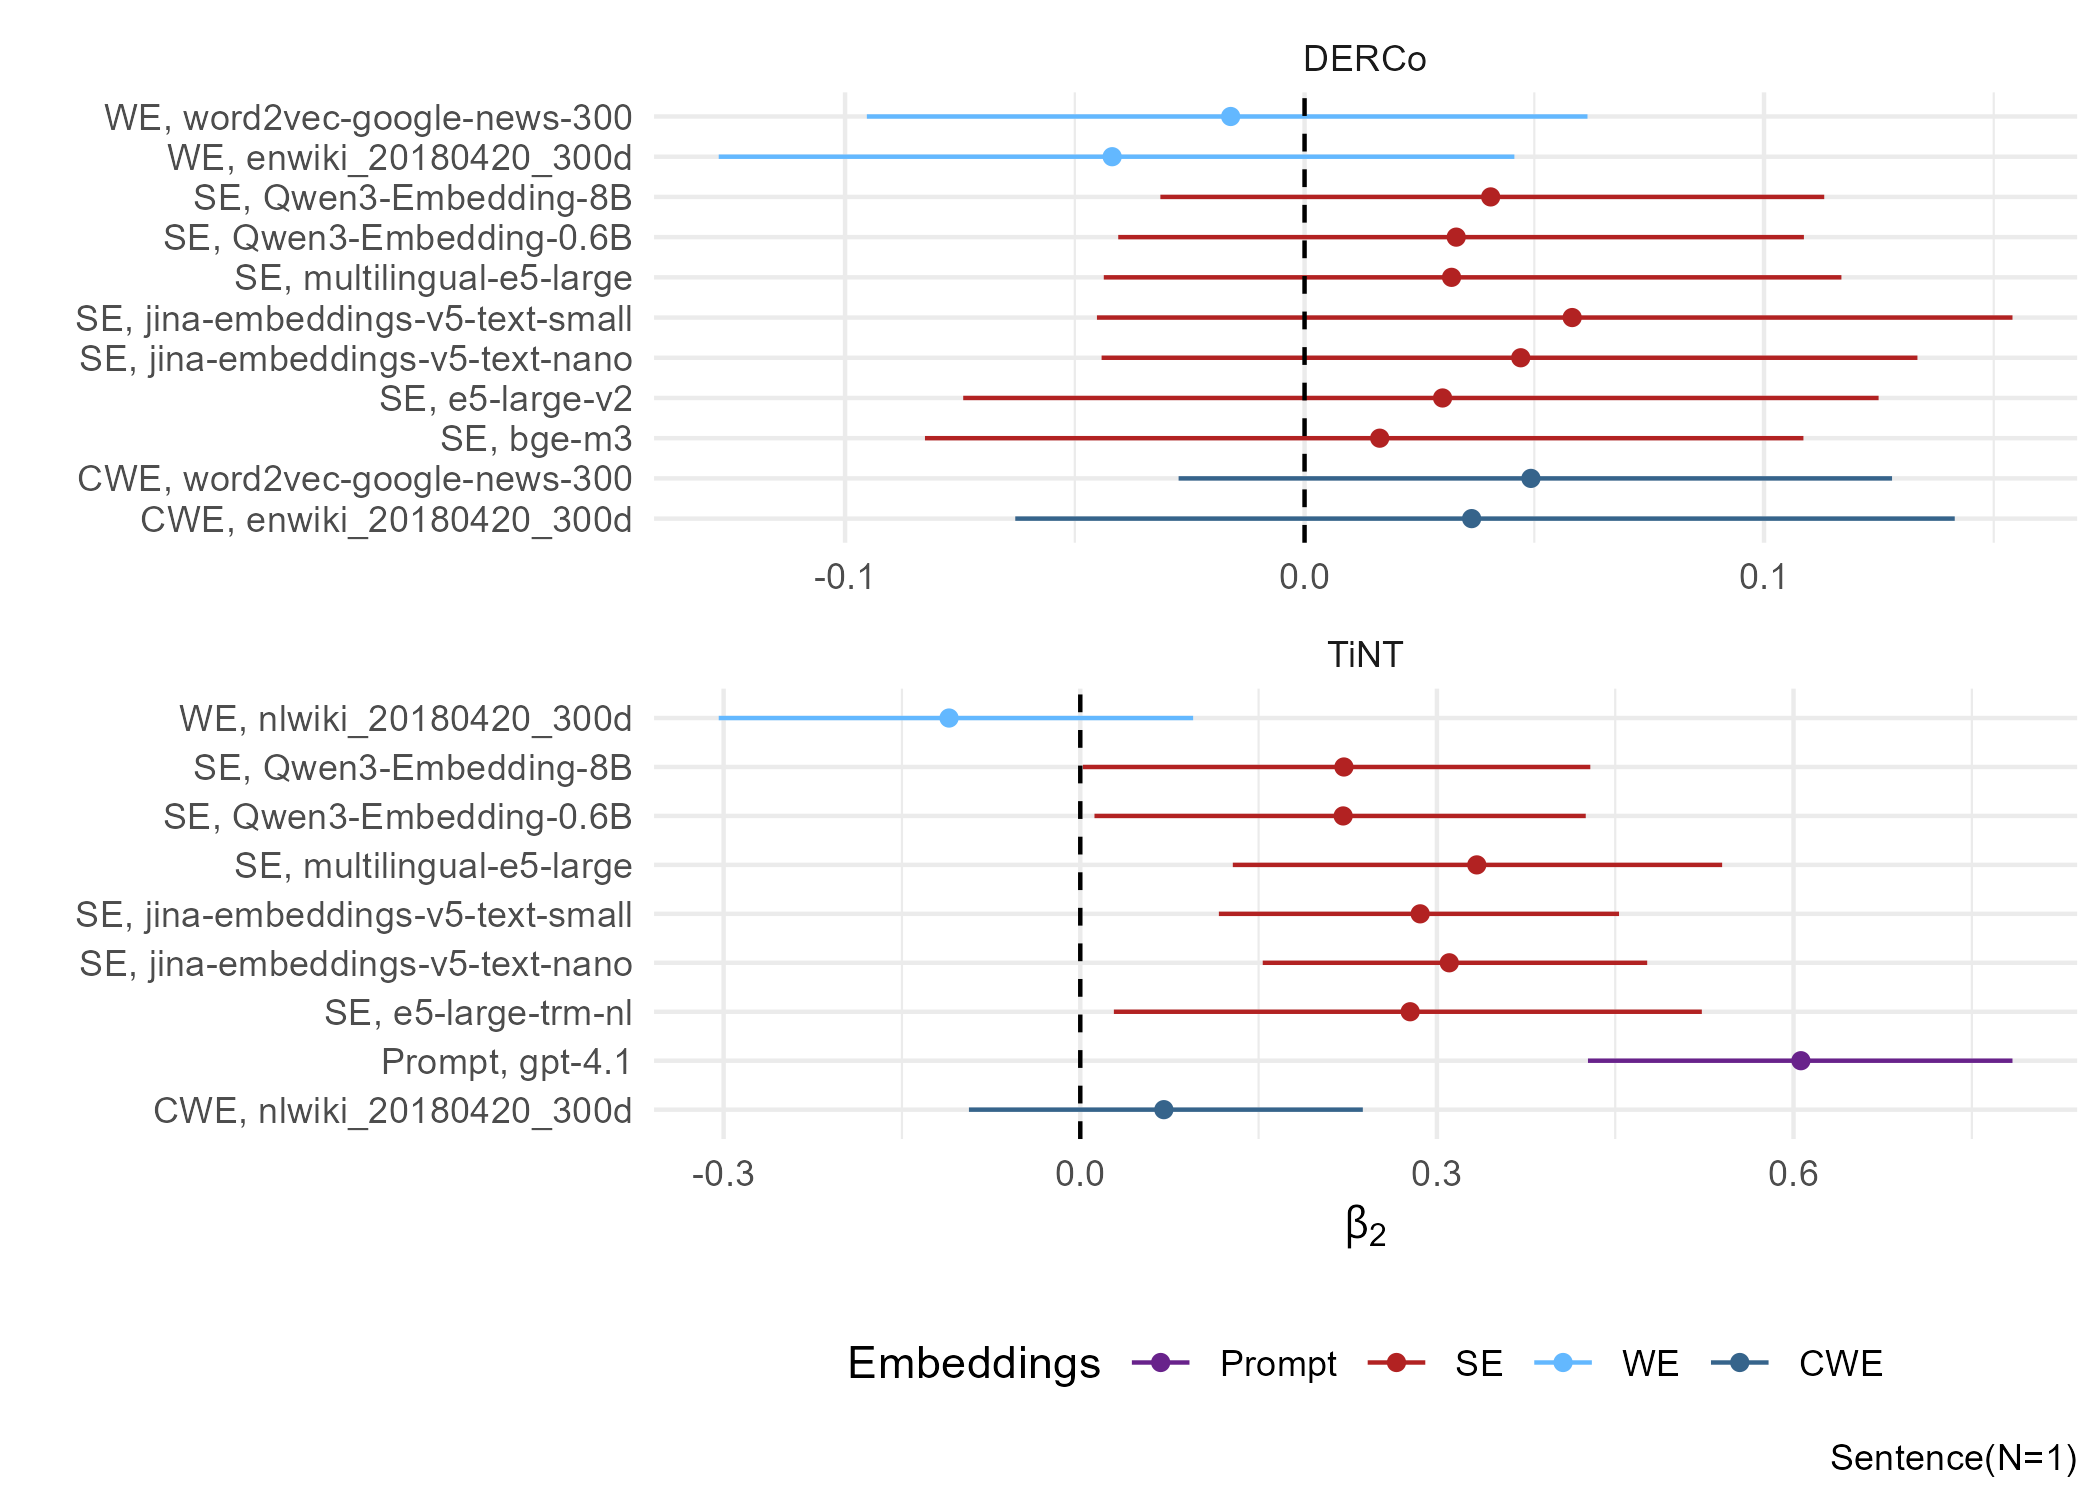 DERCo
WE, word2vec-google-news-300
WE, enwiki_20180420_300d
SE, Qwen3-Embedding-8B
SE, Qwen3-Embedding-0.6B
SE, multilingual-e5-large
SE, jina-embeddings-v5-text-small
SE, jina-embeddings-v5-text-nano
SE, e5-large-v2
SE, bge-m3
CWE, word2vec-google-news-300
CWE, enwiki_20180420_300d
-0.1 0.0 0.1
TiNT
WE, nlwiki_20180420_300d
SE, Qwen3-Embedding-8B
SE, Qwen3-Embedding-0.6B
SE, multilingual-e5-large
SE, jina-embeddings-v5-text-small
SE, jina-embeddings-v5-text-nano
SE, e5-large-trm-nl
Prompt, gpt-4.1
CWE, nlwiki_20180420_300d
-0.3 0.0 0.3 0.6
β₂
Embeddings Prompt SE WE CWE
Sentence(N=1)